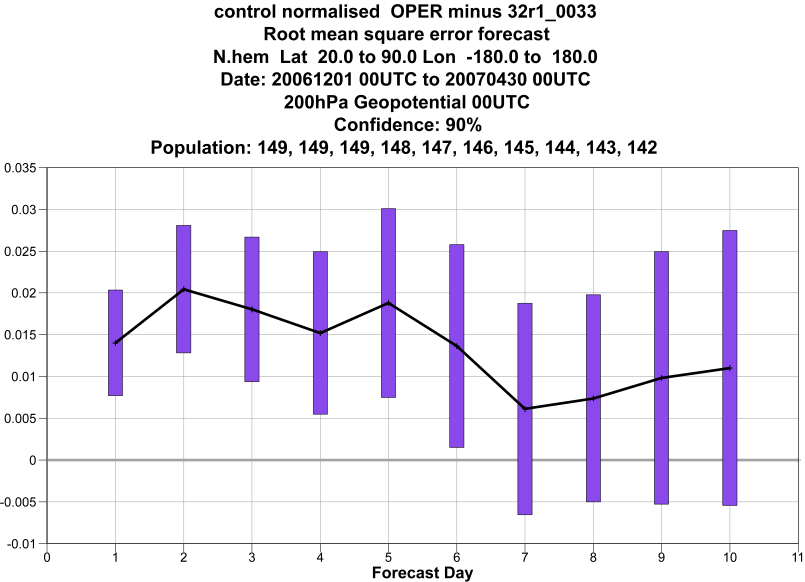 control normalised OPER minus 32r1_0033
Root mean square error forecast
N.hem Lat 20.0 to 90.0 Lon -180.0 to 180.0
Date: 20061201 00UTC to 20070430 00UTC
200hPa Geopotential 00UTC
Confidence: 90%
Population: 149, 149, 149, 148, 147, 146, 145, 144, 143, 142
0.035
0.03
0.025
0.02
0.015
0.01
0.005
0
-0.005
-0.01
0 1 2 3 4 5 6 7 8 9 10 11
Forecast Day